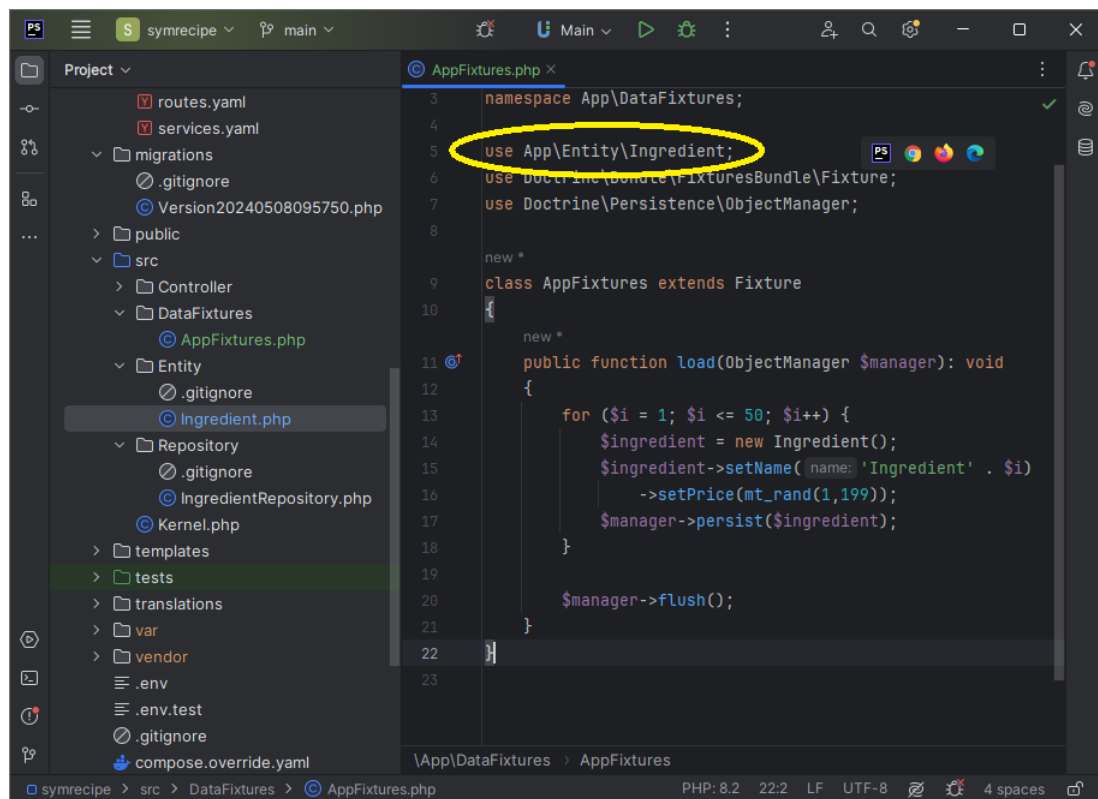 PS S symrecipe main Main
Project
AppFixtures.php
routes.yaml
services.yaml
migrations
.gitignore
Version20240508095750.php
public
src
Controller
DataFixtures
AppFixtures.php
Entity
.gitignore
Ingredient.php
Repository
.gitignore
IngredientRepository.php
Kernel.php
templates
tests
translations
var
vendor
.env
.env.test
.gitignore
compose.override.yaml
3 namespace App\DataFixtures;
4
5 use App\Entity\Ingredient;
PS
6 use Doctrine\Bundle\FixturesBundle\Fixture;
7 use Doctrine\Persistence\ObjectManager;
8
new *
9 class AppFixtures extends Fixture
10 {
new *
11 public function load(ObjectManager $manager): void
12 {
13 for ($i = 1; $i <= 50; $i++) {
14 $ingredient = new Ingredient();
15 $ingredient->setName( name: 'Ingredient' . $i)
16 ->setPrice(mt_rand(1,199));
17 $manager->persist($ingredient);
18 }
19
20 $manager->flush();
21 }
22 }
23
\App\DataFixtures › AppFixtures
symrecipe > src > DataFixtures > AppFixtures.php PHP: 8.2 22:2 LF UTF-8 4 spaces